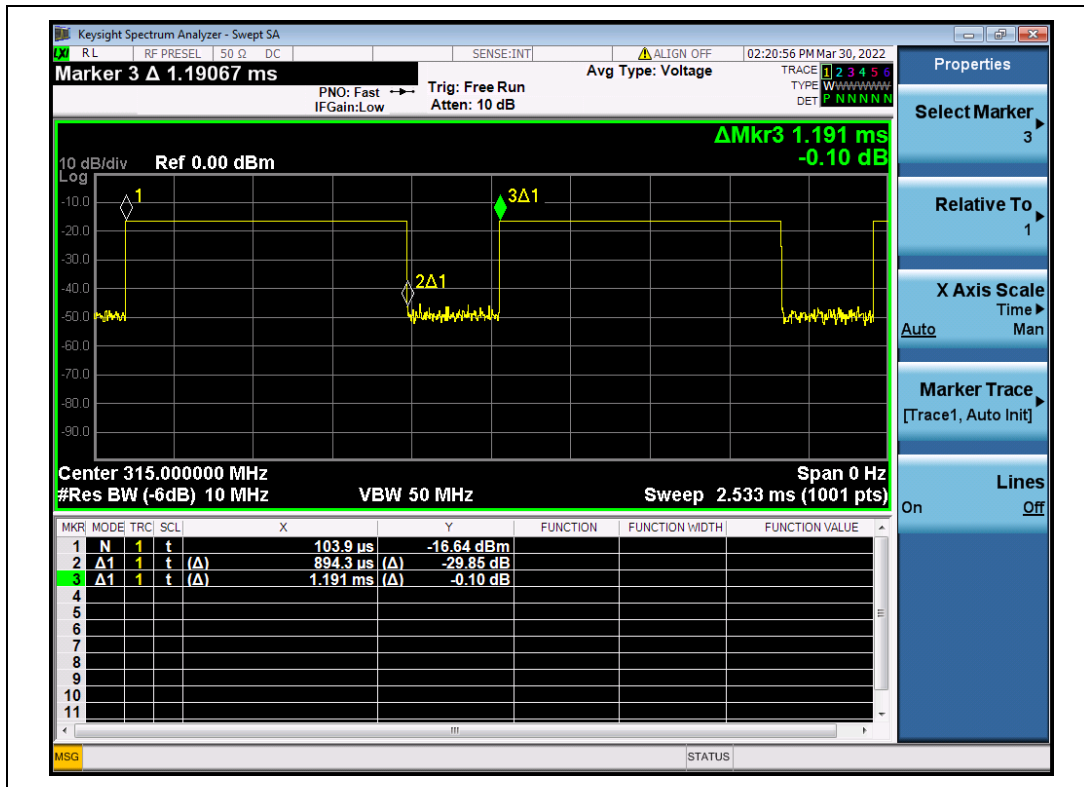 Keysight Spectrum Analyzer - Swept SA
LXI RL RF PRESEL 50 Ω DC SENSE:INT ALIGN OFF 02:20:56 PM Mar 30, 2022
Marker 3 Δ 1.19067 ms
PNO: Fast
IFGain:Low
Trig: Free Run
Atten: 10 dB
Avg Type: Voltage
TRACE 1 2 3 4 5 6
TYPE WWWWWW
DET P N N N N N
ΔMkr3 1.191 ms
-0.10 dB
10 dB/div Ref 0.00 dBm
Log
-10.0
-20.0
-30.0
-40.0
-50.0
-60.0
-70.0
-80.0
-90.0
1
2Δ1
3Δ1
Center 315.000000 MHz Span 0 Hz
#Res BW (-6dB) 10 MHz VBW 50 MHz Sweep 2.533 ms (1001 pts)
MKR MODE TRC SCL X Y FUNCTION FUNCTION WIDTH FUNCTION VALUE
1 N 1 t 103.9 µs -16.64 dBm
2 Δ1 1 t (Δ) 894.3 µs (Δ) -29.85 dB
3 Δ1 1 t (Δ) 1.191 ms (Δ) -0.10 dB
4
5
6
7
8
9
10
11
MSG STATUS
Properties
Select Marker
3
Relative To
1
X Axis Scale
Time
Auto Man
Marker Trace
[Trace1, Auto Init]
Lines
On Off